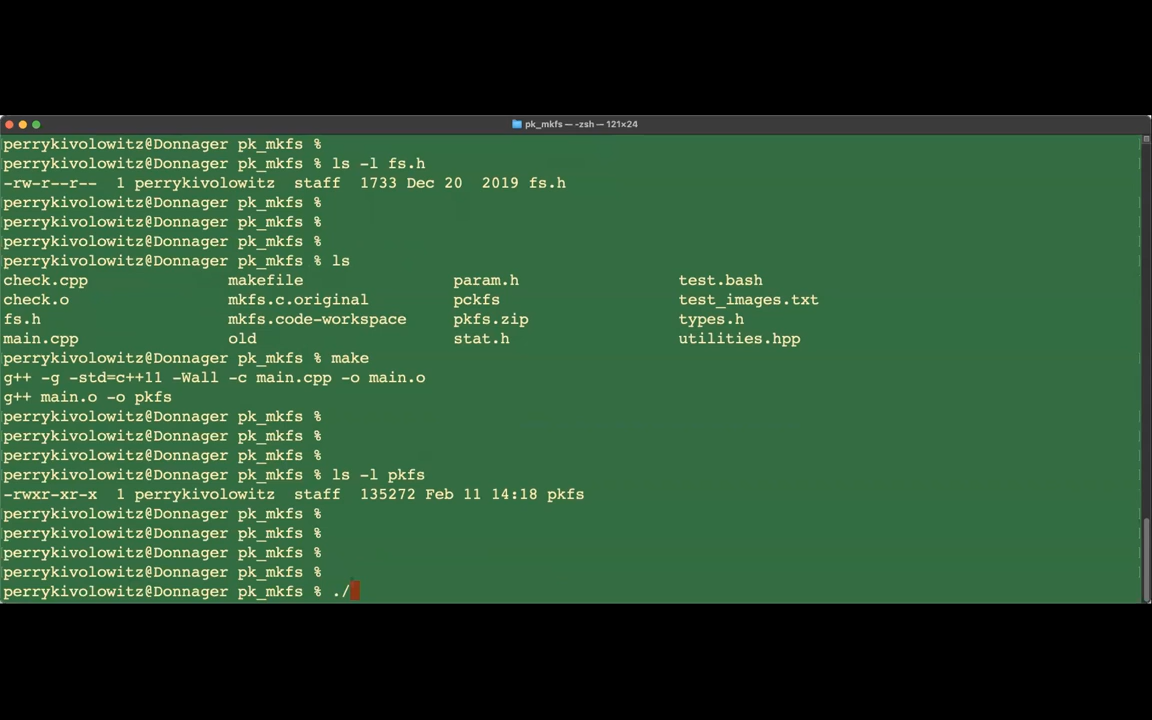 pk_mkfs — -zsh — 121×24
perrykivolowitz@Donnager pk_mkfs %
perrykivolowitz@Donnager pk_mkfs % ls -l fs.h
-rw-r--r-- 1 perrykivolowitz staff 1733 Dec 20 2019 fs.h
perrykivolowitz@Donnager pk_mkfs %
perrykivolowitz@Donnager pk_mkfs %
perrykivolowitz@Donnager pk_mkfs %
perrykivolowitz@Donnager pk_mkfs % ls
check.cpp makefile param.h test.bash
check.o mkfs.c.original pckfs test_images.txt
fs.h mkfs.code-workspace pkfs.zip types.h
main.cpp old stat.h utilities.hpp
perrykivolowitz@Donnager pk_mkfs % make
g++ -g -std=c++11 -Wall -c main.cpp -o main.o
g++ main.o -o pkfs
perrykivolowitz@Donnager pk_mkfs %
perrykivolowitz@Donnager pk_mkfs %
perrykivolowitz@Donnager pk_mkfs %
perrykivolowitz@Donnager pk_mkfs % ls -l pkfs
-rwxr-xr-x 1 perrykivolowitz staff 135272 Feb 11 14:18 pkfs
perrykivolowitz@Donnager pk_mkfs %
perrykivolowitz@Donnager pk_mkfs %
perrykivolowitz@Donnager pk_mkfs %
perrykivolowitz@Donnager pk_mkfs %
perrykivolowitz@Donnager pk_mkfs % ./